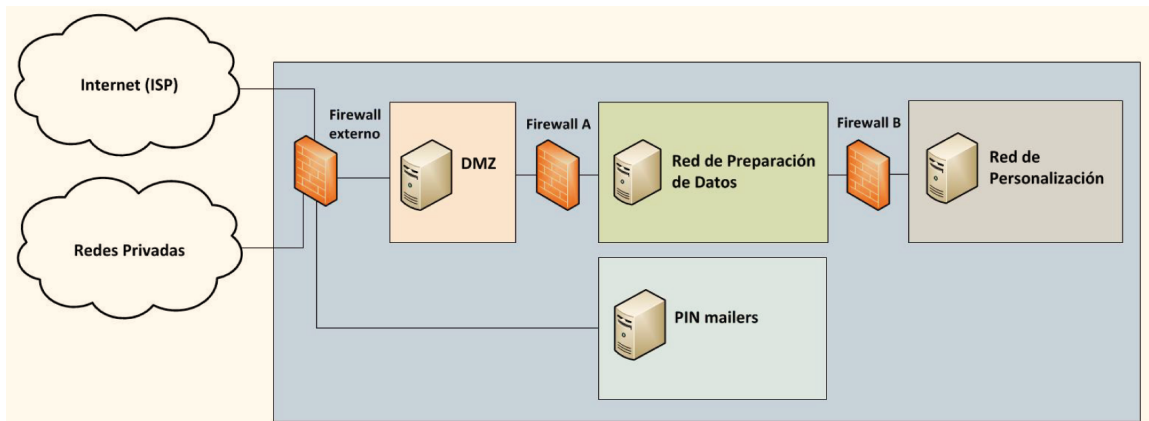 Internet (ISP)
Redes Privadas
Firewall
externo
DMZ
Firewall A
Red de Preparación
de Datos
Firewall B
Red de
Personalización
PIN mailers